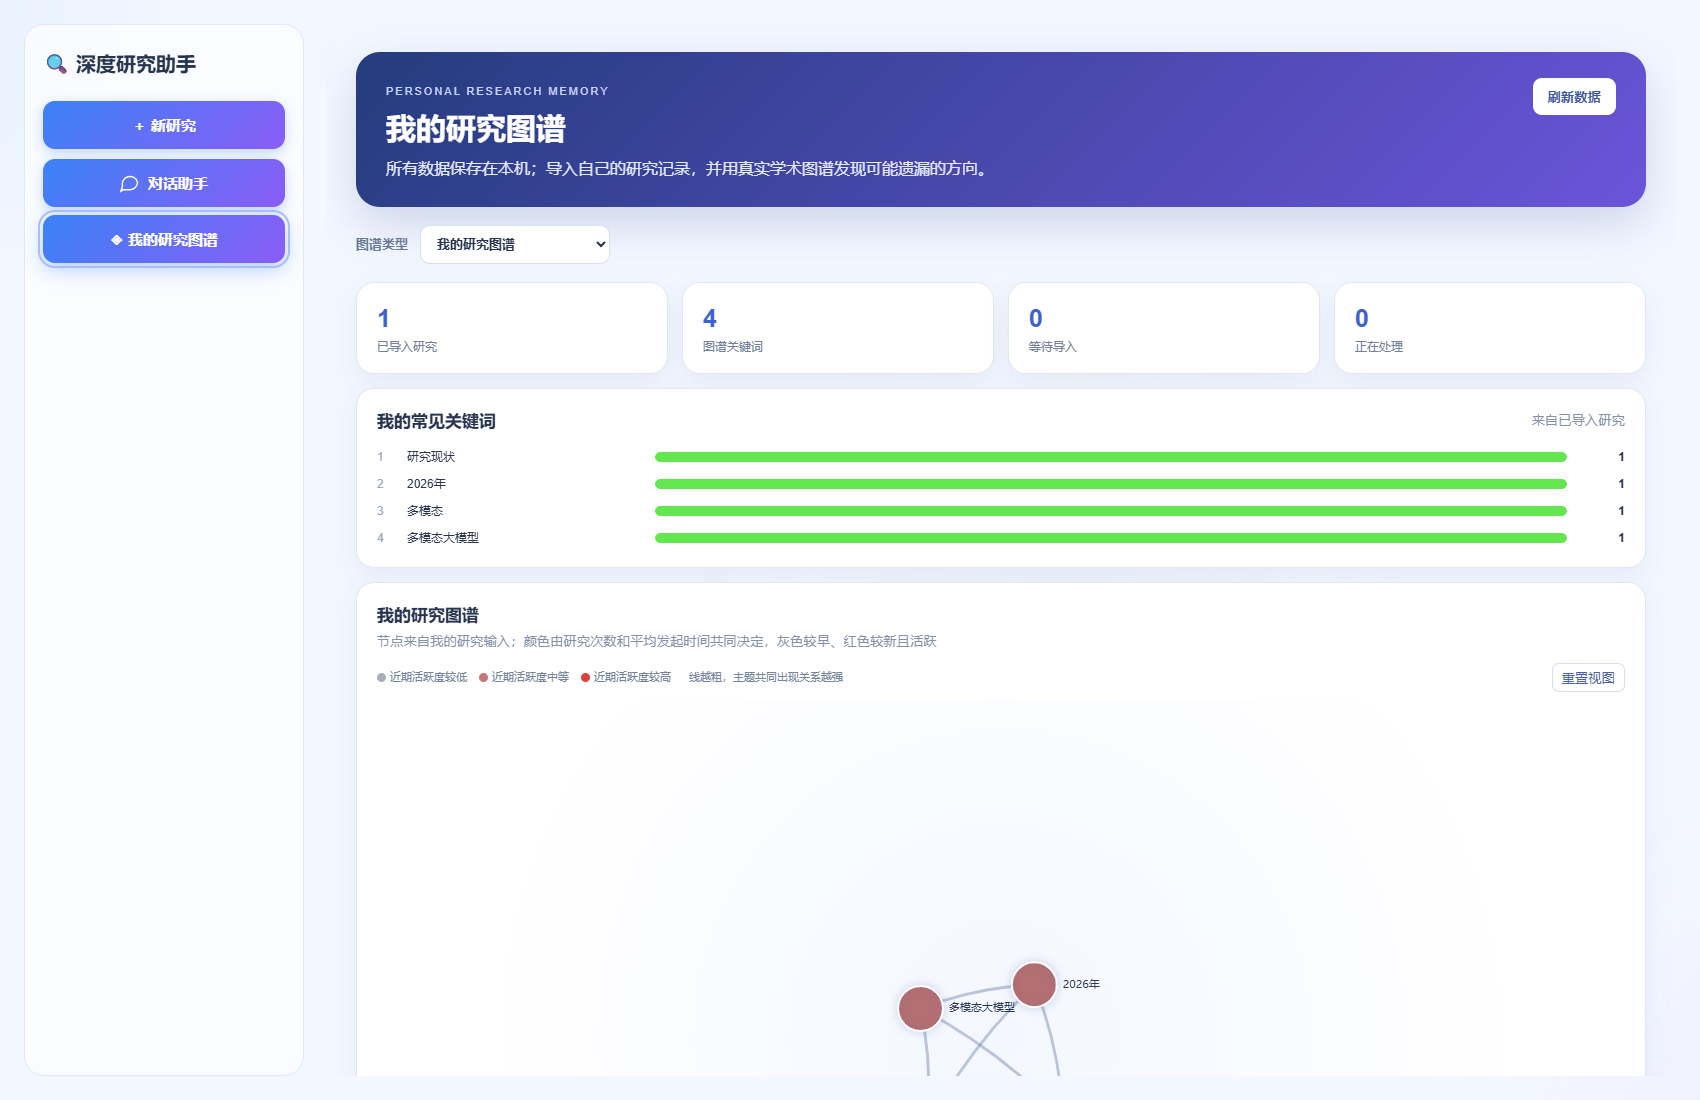 深度研究助手
+ 新研究
对话助手
我的研究图谱
PERSONAL RESEARCH MEMORY
我的研究图谱
所有数据保存在本机；导入自己的研究记录，并用真实学术图谱发现可能遗漏的方向。
刷新数据
图谱类型
我的研究图谱
1
已导入研究
4
图谱关键词
0
等待导入
0
正在处理
我的常见关键词
来自已导入研究
1 研究现状 1
2 2026年 1
3 多模态 1
4 多模态大模型 1
我的研究图谱
节点来自我的研究输入；颜色由研究次数和平均发起时间共同决定，灰色较早、红色较新且活跃
近期活跃度较低 近期活跃度中等 近期活跃度较高 线越粗，主题共同出现关系越强
重置视图
2026年
多模态大模型